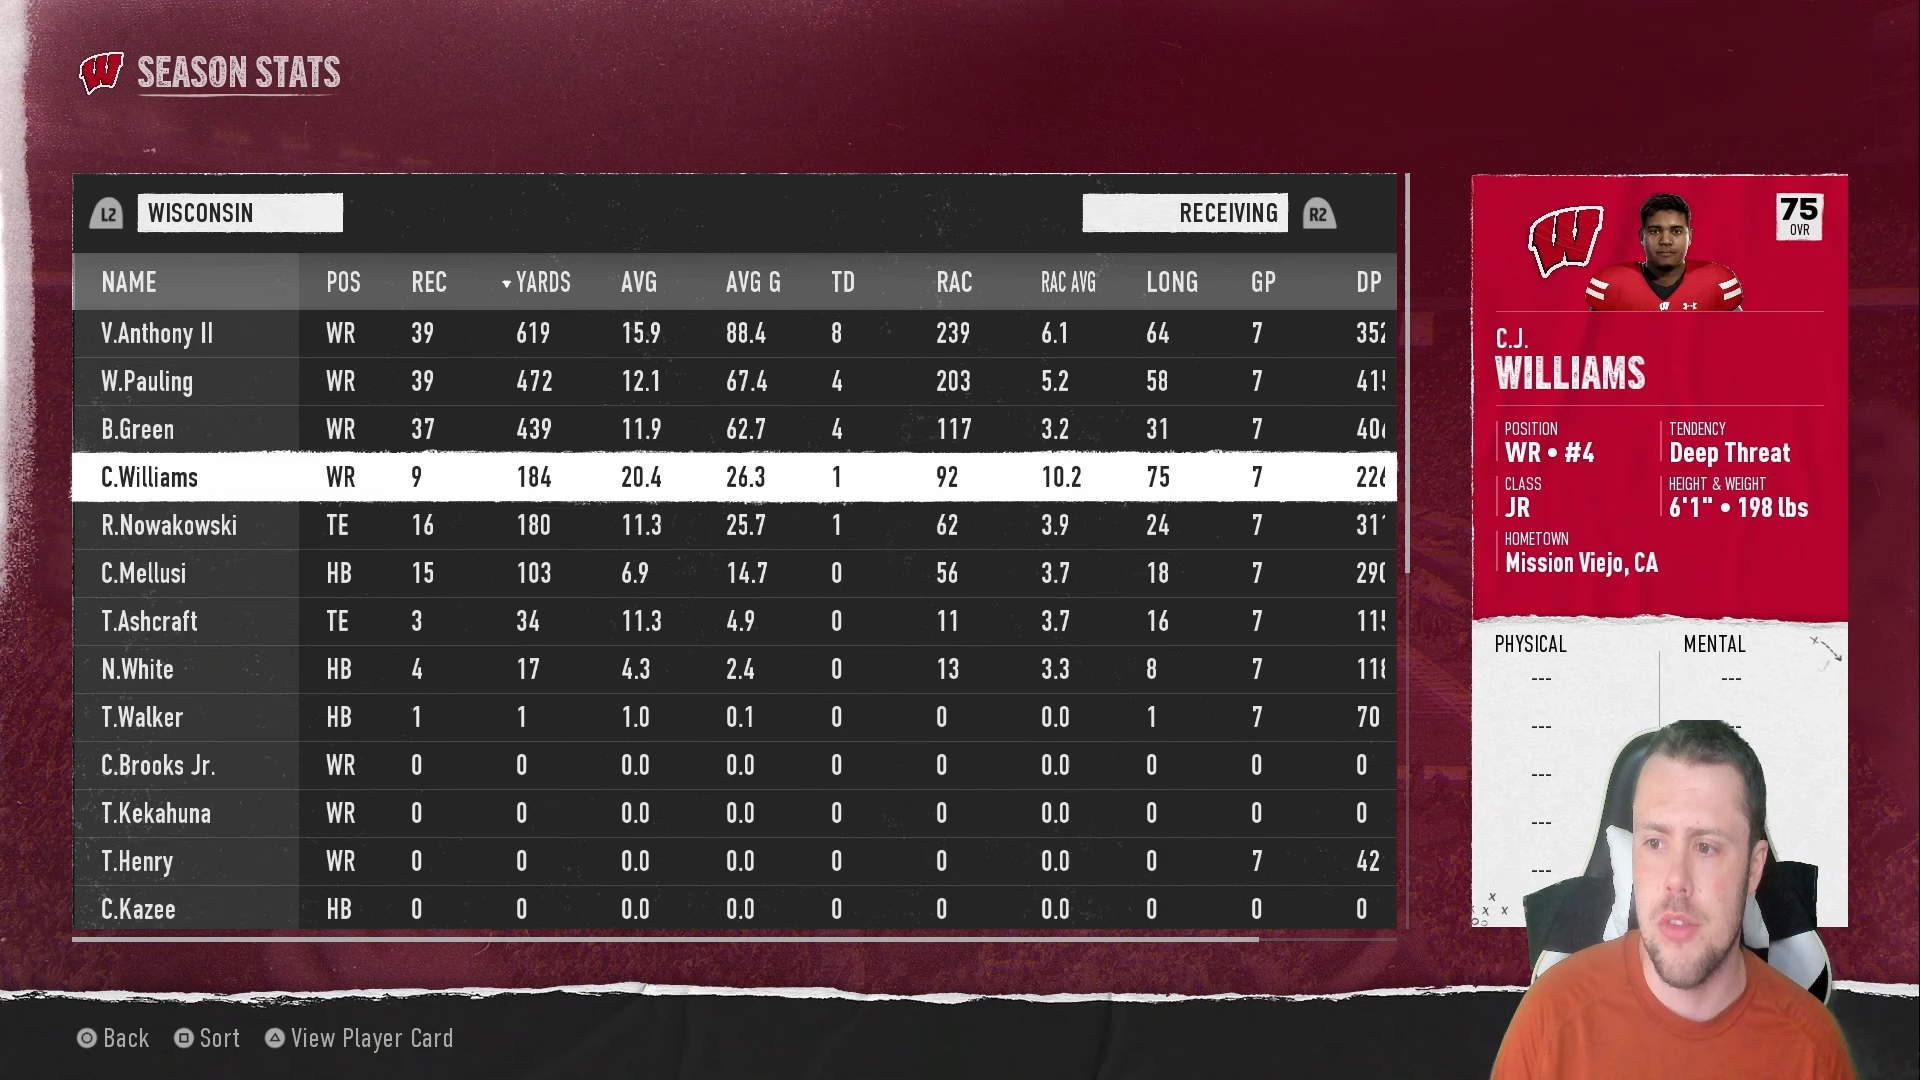 SEASON STATS
L2 WISCONSIN RECEIVING R2
NAME POS REC YARDS AVG AVG G TD RAC RAC AVG LONG GP DP
V.Anthony II WR 39 619 15.9 88.4 8 239 6.1 64 7 352
W.Pauling WR 39 472 12.1 67.4 4 203 5.2 58 7
B.Green WR 37 439 11.9 62.7 4 117 3.2 31 7
C.Williams WR 9 184 20.4 26.3 1 92 10.2 75 7 226
R.Nowakowski TE 16 180 11.3 25.7 1 62 3.9 24 7
C.Mellusi HB 15 103 6.9 14.7 0 56 3.7 18 7
T.Ashcraft TE 3 34 11.3 4.9 0 11 3.7 16 7
N.White HB 4 17 4.3 2.4 0 13 3.3 8 7
T.Walker HB 1 1 1.0 0.1 0 0 0.0 1 7 70
C.Brooks Jr. WR 0 0 0.0 0.0 0 0 0.0 0 0 0
T.Kekahuna WR 0 0 0.0 0.0 0 0 0.0 0 0 0
T.Henry WR 0 0 0.0 0.0 0 0 0.0 0 7 42
C.Kazee HB 0 0 0.0 0.0 0 0 0.0 0 0 0
75
OVR
C.J.
WILLIAMS
POSITION TENDENCY
WR • #4 Deep Threat
CLASS HEIGHT & WEIGHT
JR 6'1" • 198 lbs
HOMETOWN
Mission Viejo, CA
PHYSICAL MENTAL
--- ---
---
---
---
---
Back Sort View Player Card